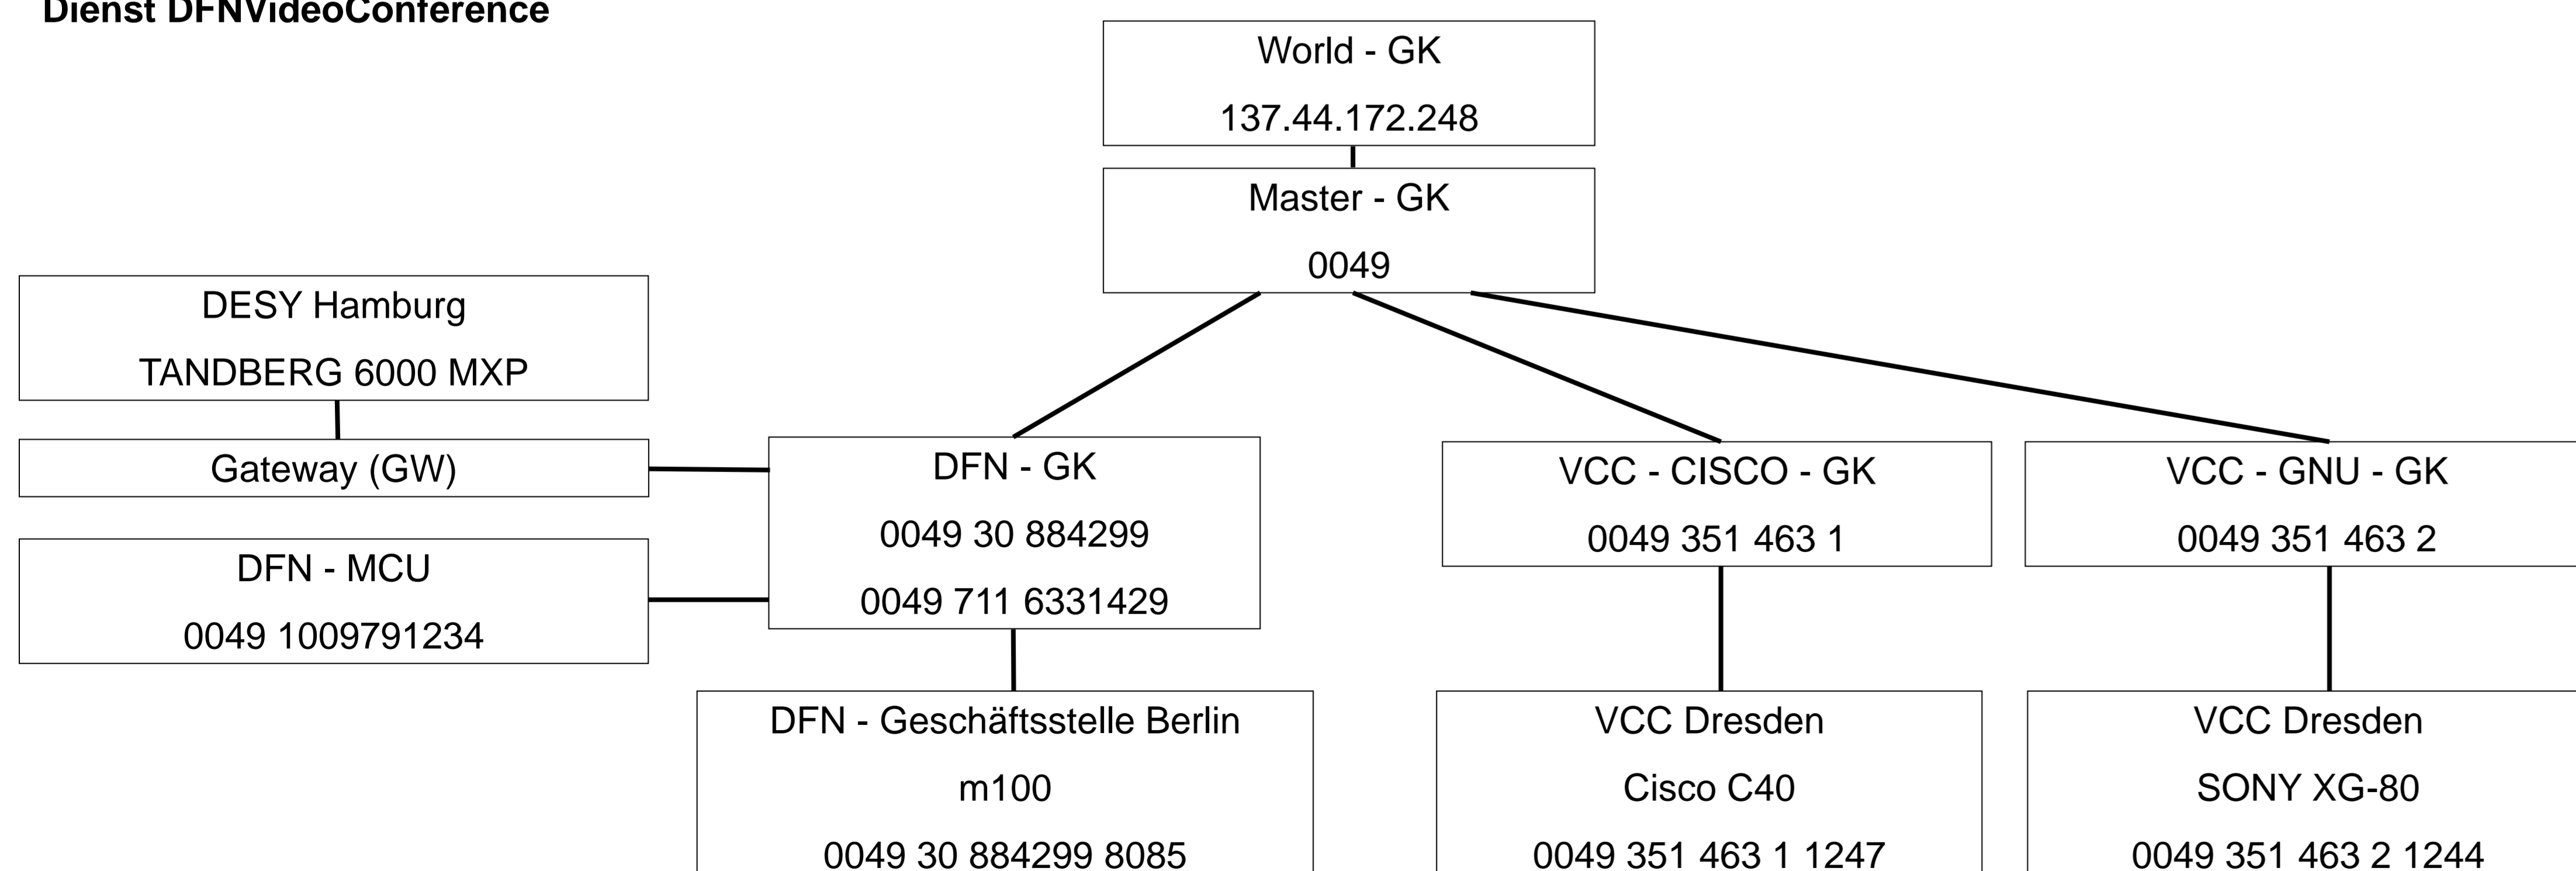 Dienst DFNVideoConference
World - GK
137.44.172.248
Master - GK
0049
DESY Hamburg
TANDBERG 6000 MXP
Gateway (GW)
DFN - MCU
0049 1009791234
DFN - GK
0049 30 884299
0049 711 6331429
VCC - CISCO - GK
0049 351 463 1
VCC - GNU - GK
0049 351 463 2
DFN - Geschäftsstelle Berlin
m100
0049 30 884299 8085
VCC Dresden
Cisco C40
0049 351 463 1 1247
VCC Dresden
SONY XG-80
0049 351 463 2 1244